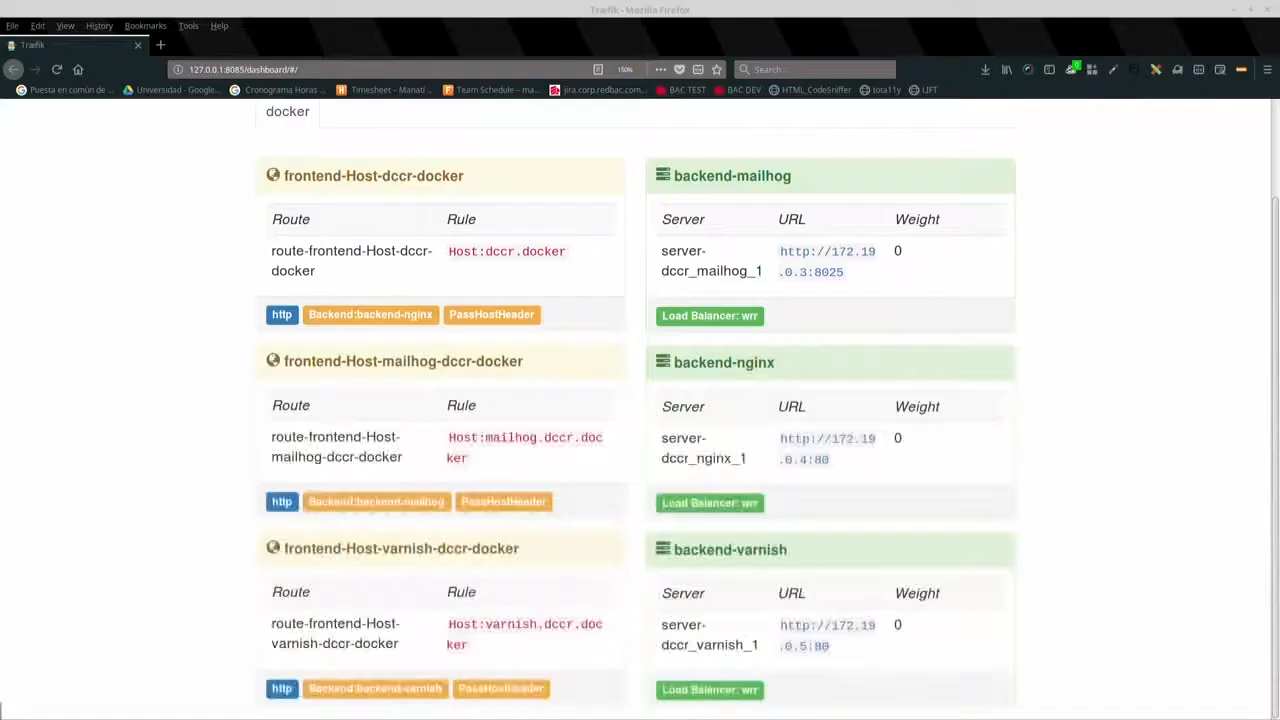 Træfik - Mozilla Firefox
File Edit View History Bookmarks Tools Help
Træfik
127.0.0.1:8085/dashboard/#/ 150% Search...
Puesta en común de ... Universidad - Google... Cronograma Horas ... Timesheet – Manatí ... Team Schedule – ma... jira.corp.redbac.com... BAC TEST BAC DEV HTML_CodeSniffer tota11y
docker
frontend-Host-dccr-docker
Route Rule
route-frontend-Host-dccr-
docker
Host:dccr.docker
http Backend:backend-nginx PassHostHeader
frontend-Host-mailhog-dccr-docker
Route Rule
route-frontend-Host-
mailhog-dccr-docker
Host:mailhog.dccr.doc
ker
http Backend:backend-mailhog PassHostHeader
frontend-Host-varnish-dccr-docker
Route Rule
route-frontend-Host-
varnish-dccr-docker
Host:varnish.dccr.doc
ker
http Backend:backend-varnish PassHostHeader
backend-mailhog
Server URL Weight
server-
dccr_mailhog_1
http://172.19
.0.3:8025
0
Load Balancer: wrr
backend-nginx
Server URL Weight
server-
dccr_nginx_1
http://172.19
.0.4:80
0
Load Balancer: wrr
backend-varnish
Server URL Weight
server-
dccr_varnish_1
http://172.19
.0.5:80
0
Load Balancer: wrr